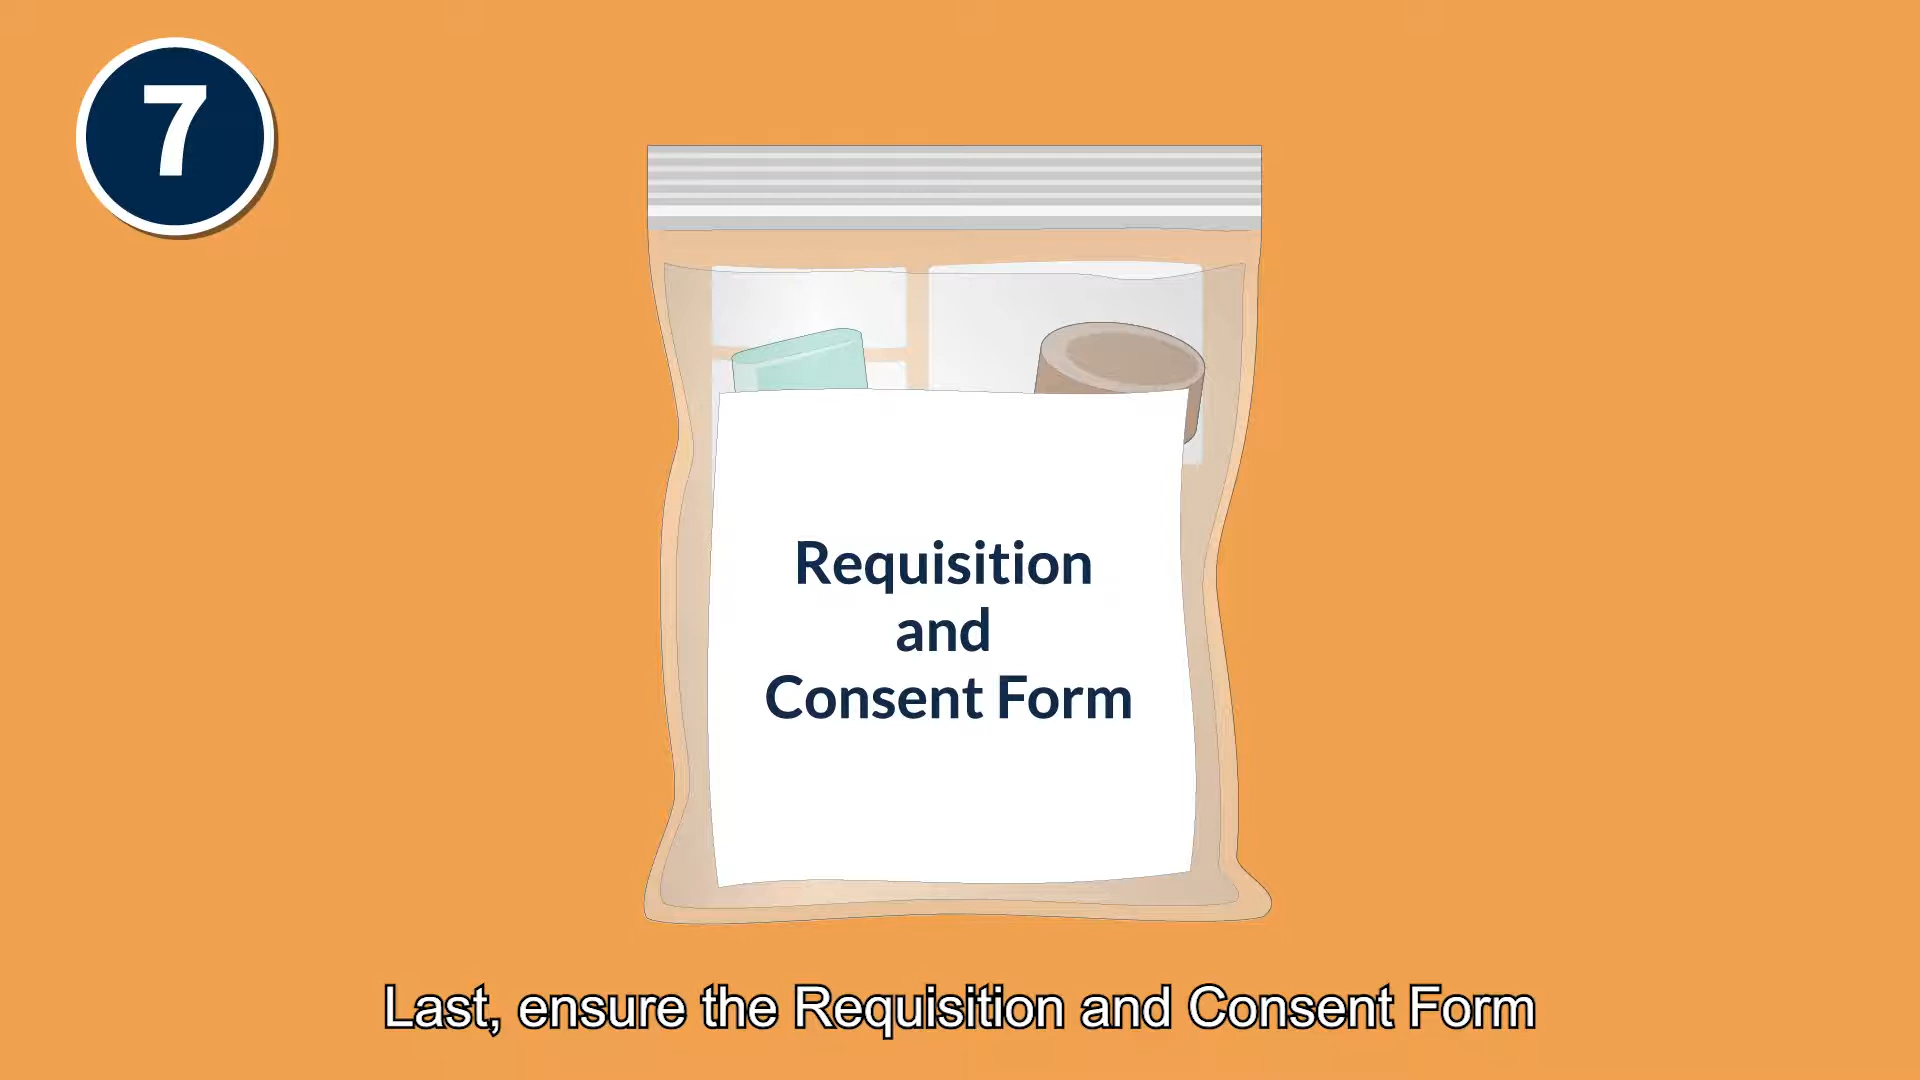 7
Requisition
and
Consent Form
Last, ensure the Requisition and Consent Form